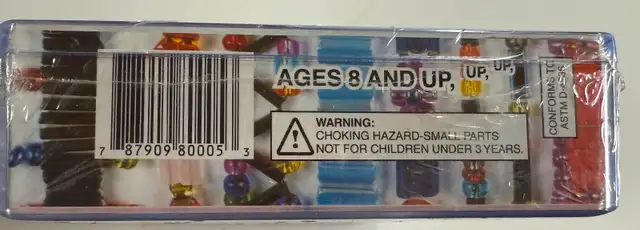 AGES 8 AND UP, UP, UP,
WARNING:
CHOKING HAZARD-SMALL PARTS
NOT FOR CHILDREN UNDER 3 YEARS.
CONFORMS TO
ASTM
7 87909 80005 3